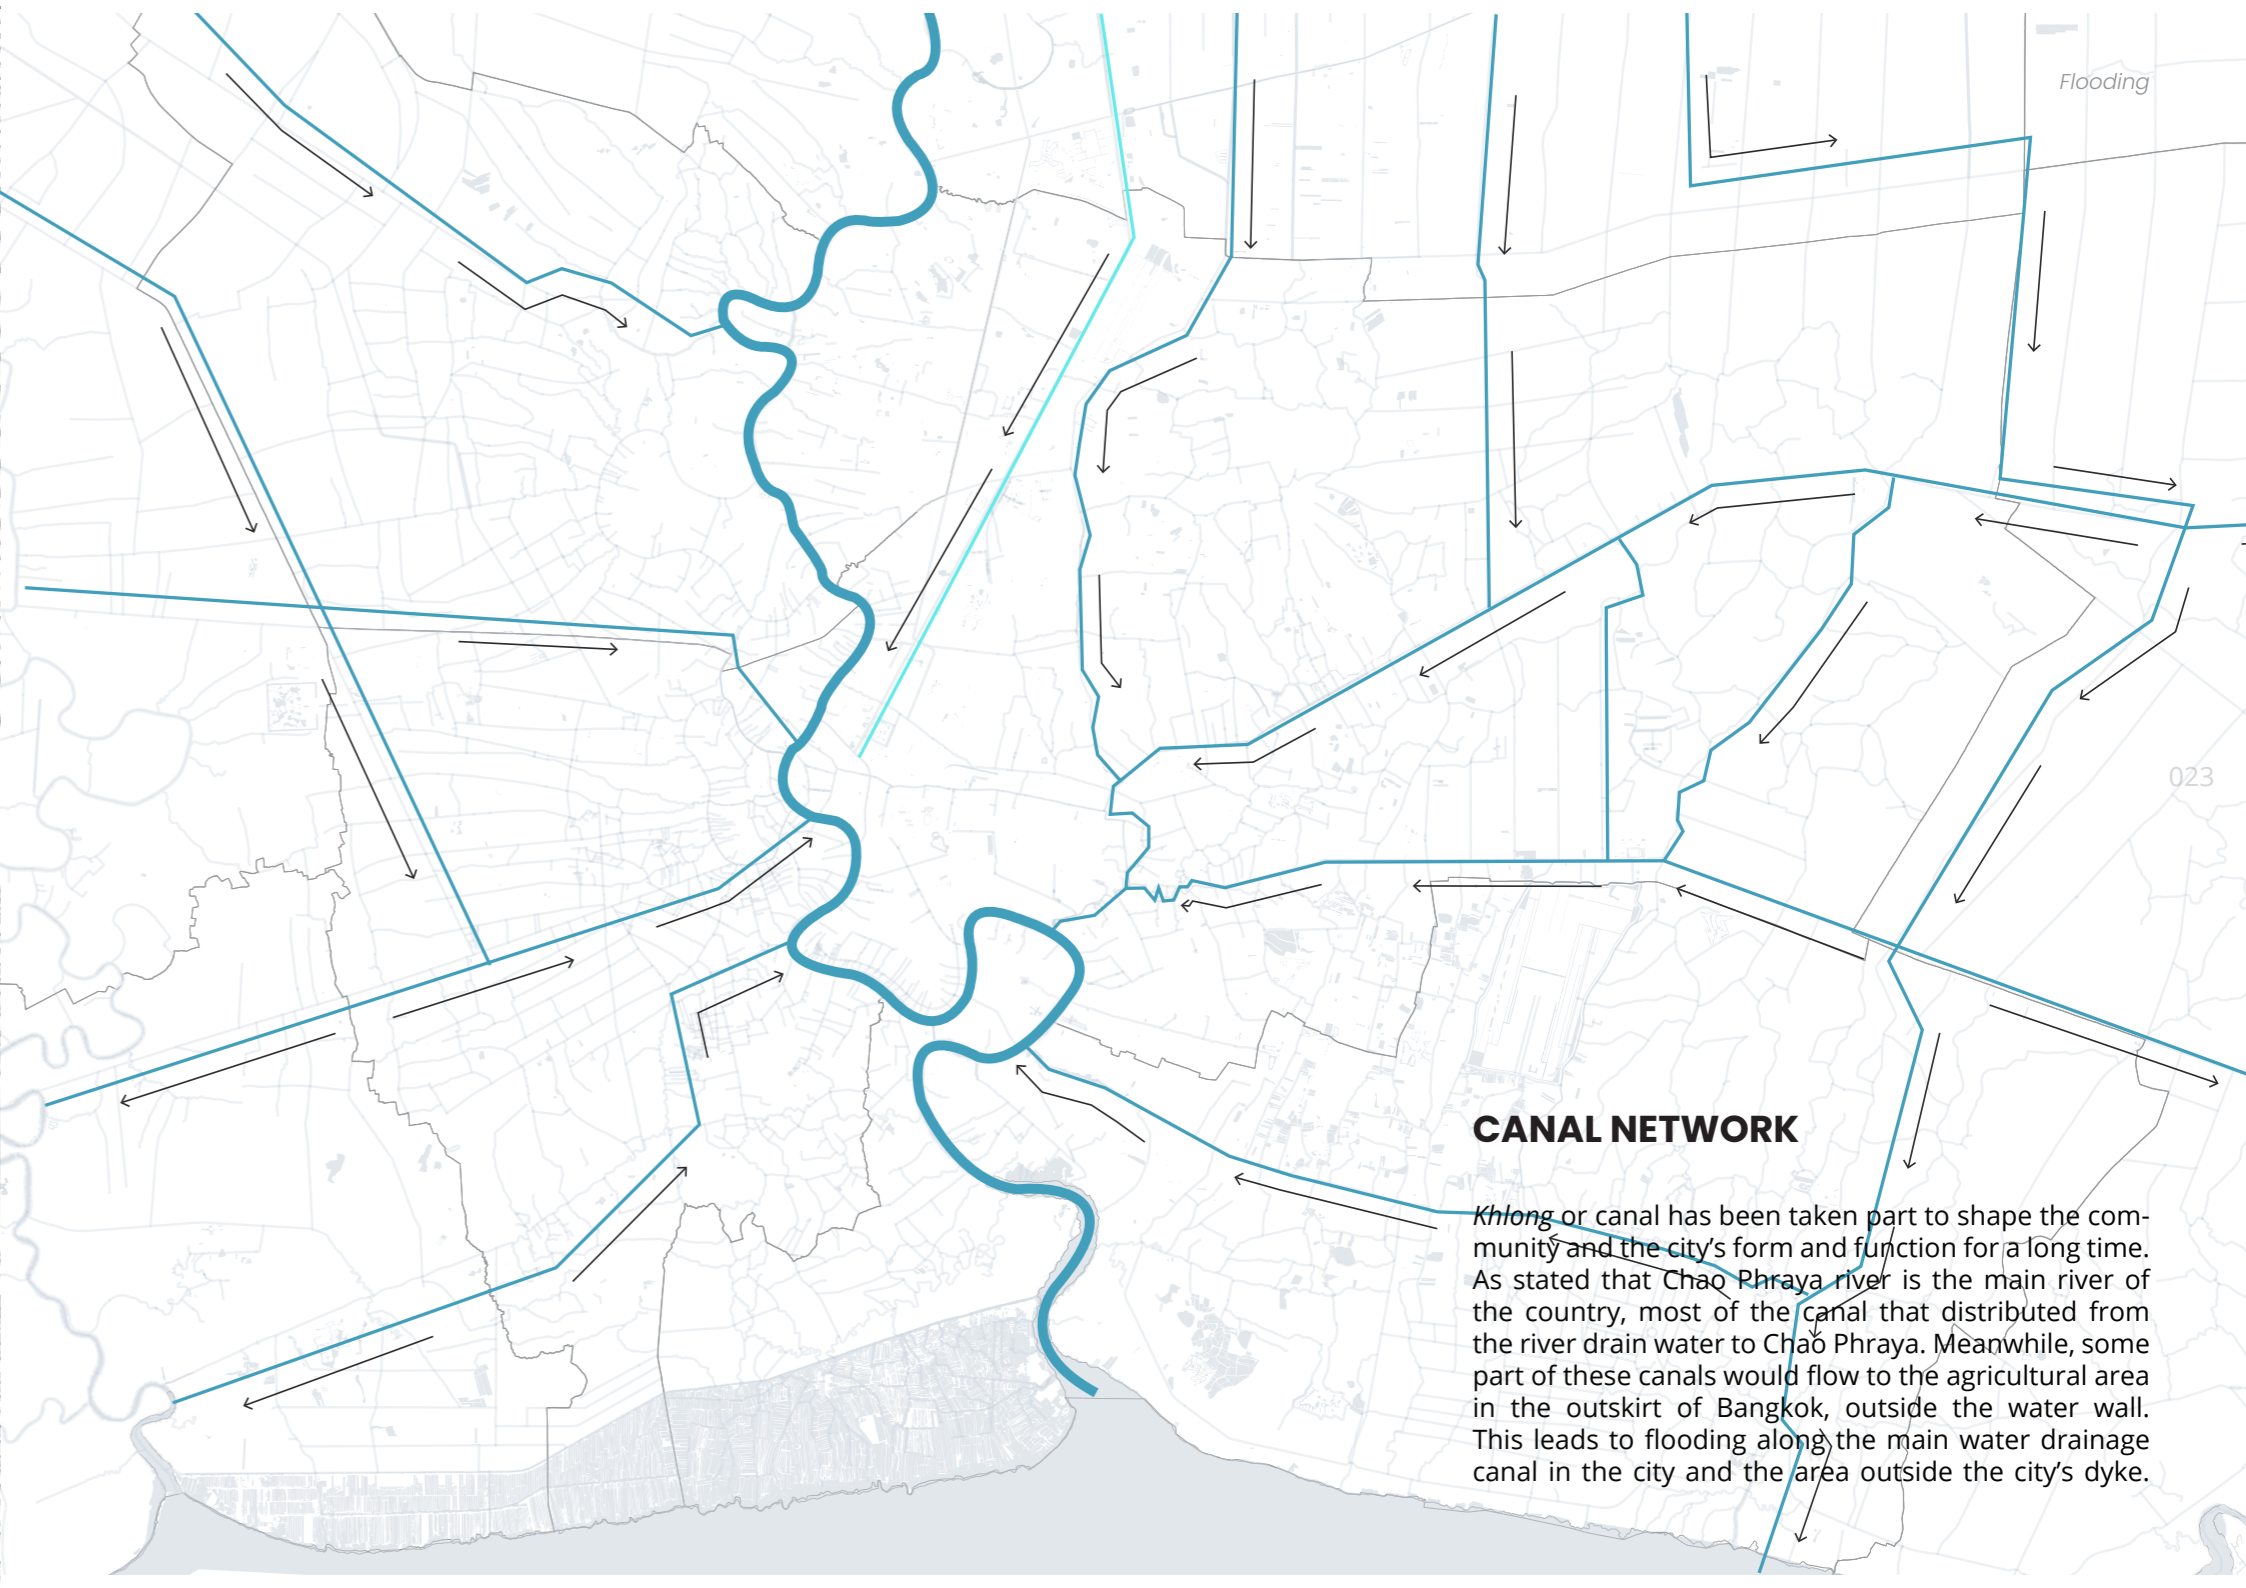 Flooding
023
CANAL NETWORK
Khlong or canal has been taken part to shape the com-
munity and the city's form and function for a long time.
As stated that Chao Phraya river is the main river of
the country, most of the canal that distributed from
the river drain water to Chao Phraya. Meanwhile, some
part of these canals would flow to the agricultural area
in the outskirt of Bangkok, outside the water wall.
This leads to flooding along the main water drainage
canal in the city and the area outside the city's dyke.